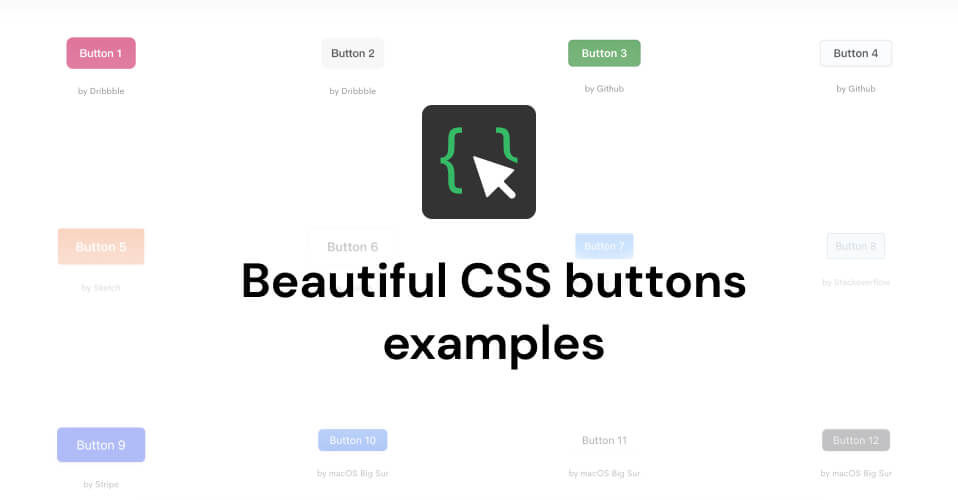 Button 1
Button 2
Button 3
Button 4
by Dribbble
by Dribbble
by Github
by Github
{ }
Button 5
Button 6
Button 7
Button 8
by Sketch
by Stackoverflow
Beautiful CSS buttons
examples
Button 9
Button 10
Button 11
Button 12
by Stripe
by macOS Big Sur
by macOS Big Sur
by macOS Big Sur